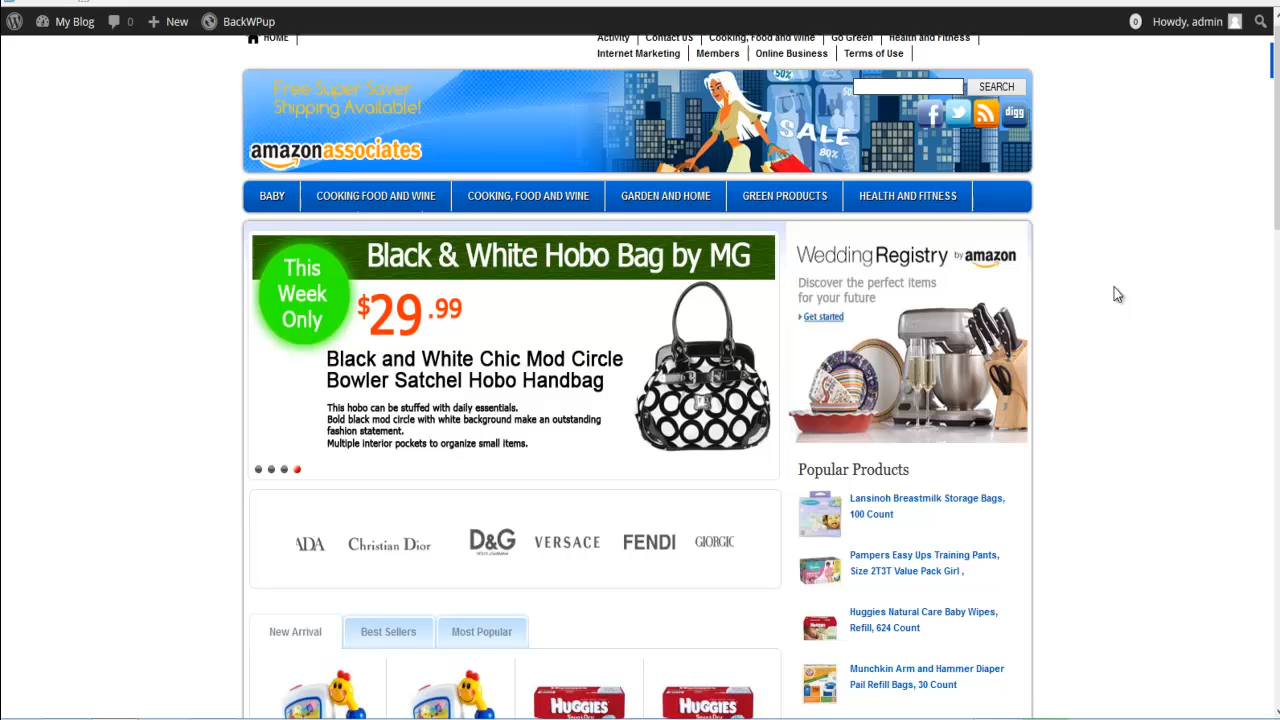 My Blog 0 New BackWPup 0 Howdy, admin
HOME
Activity Contact US Cooking, Food and Wine Go Green Health and Fitness
Internet Marketing Members Online Business Terms of Use
Free Super Saver
Shipping Available!
amazonassociates
50%
SALE
80%
SEARCH
digg
BABY COOKING FOOD AND WINE COOKING, FOOD AND WINE GARDEN AND HOME GREEN PRODUCTS HEALTH AND FITNESS
Black & White Hobo Bag by MG
This
Week
Only
$29.99
Black and White Chic Mod Circle
Bowler Satchel Hobo Handbag
This hobo can be stuffed with daily essentials.
Bold black mod circle with white background make an outstanding
fashion statement.
Multiple interior pockets to organize small items.
WeddingRegistry by amazon
Discover the perfect items
for your future
Get started
ADA Christian Dior D&G VERSACE FENDI GIORGIC
Popular Products
Lansinoh Breastmilk Storage Bags,
100 Count
Pampers Easy Ups Training Pants,
Size 2T3T Value Pack Girl ,
Huggies Natural Care Baby Wipes,
Refill, 624 Count
Munchkin Arm and Hammer Diaper
Pail Refill Bags, 30 Count
New Arrival Best Sellers Most Popular
HUGGIES HUGGIES